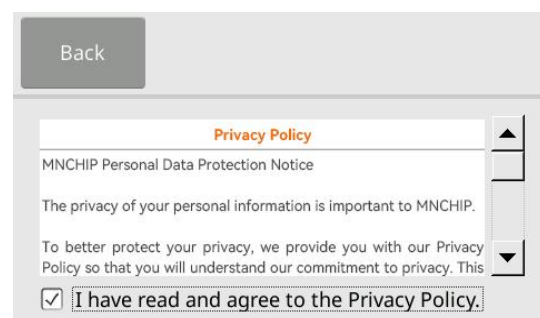 Back
Privacy Policy
MNCHIP Personal Data Protection Notice
The privacy of your personal information is important to MNCHIP.
To better protect your privacy, we provide you with our Privacy
Policy so that you will understand our commitment to privacy. This
I have read and agree to the Privacy Policy.